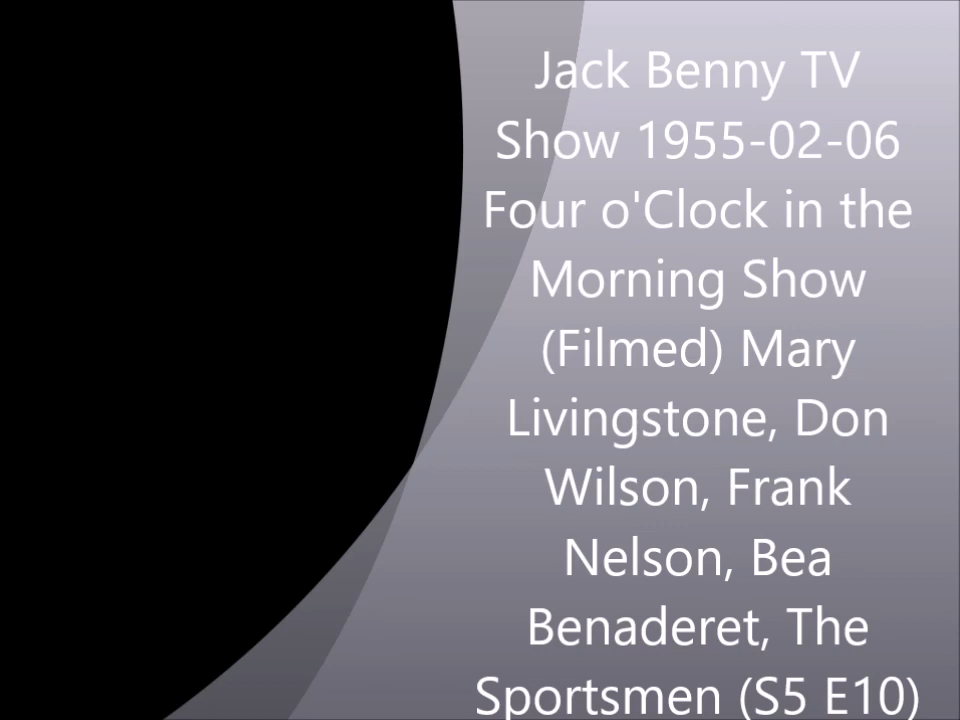 Jack Benny TV
Show 1955-02-06
Four o'Clock in the
Morning Show
(Filmed) Mary
Livingstone, Don
Wilson, Frank
Nelson, Bea
Benaderet, The
Sportsmen (S5 E10)